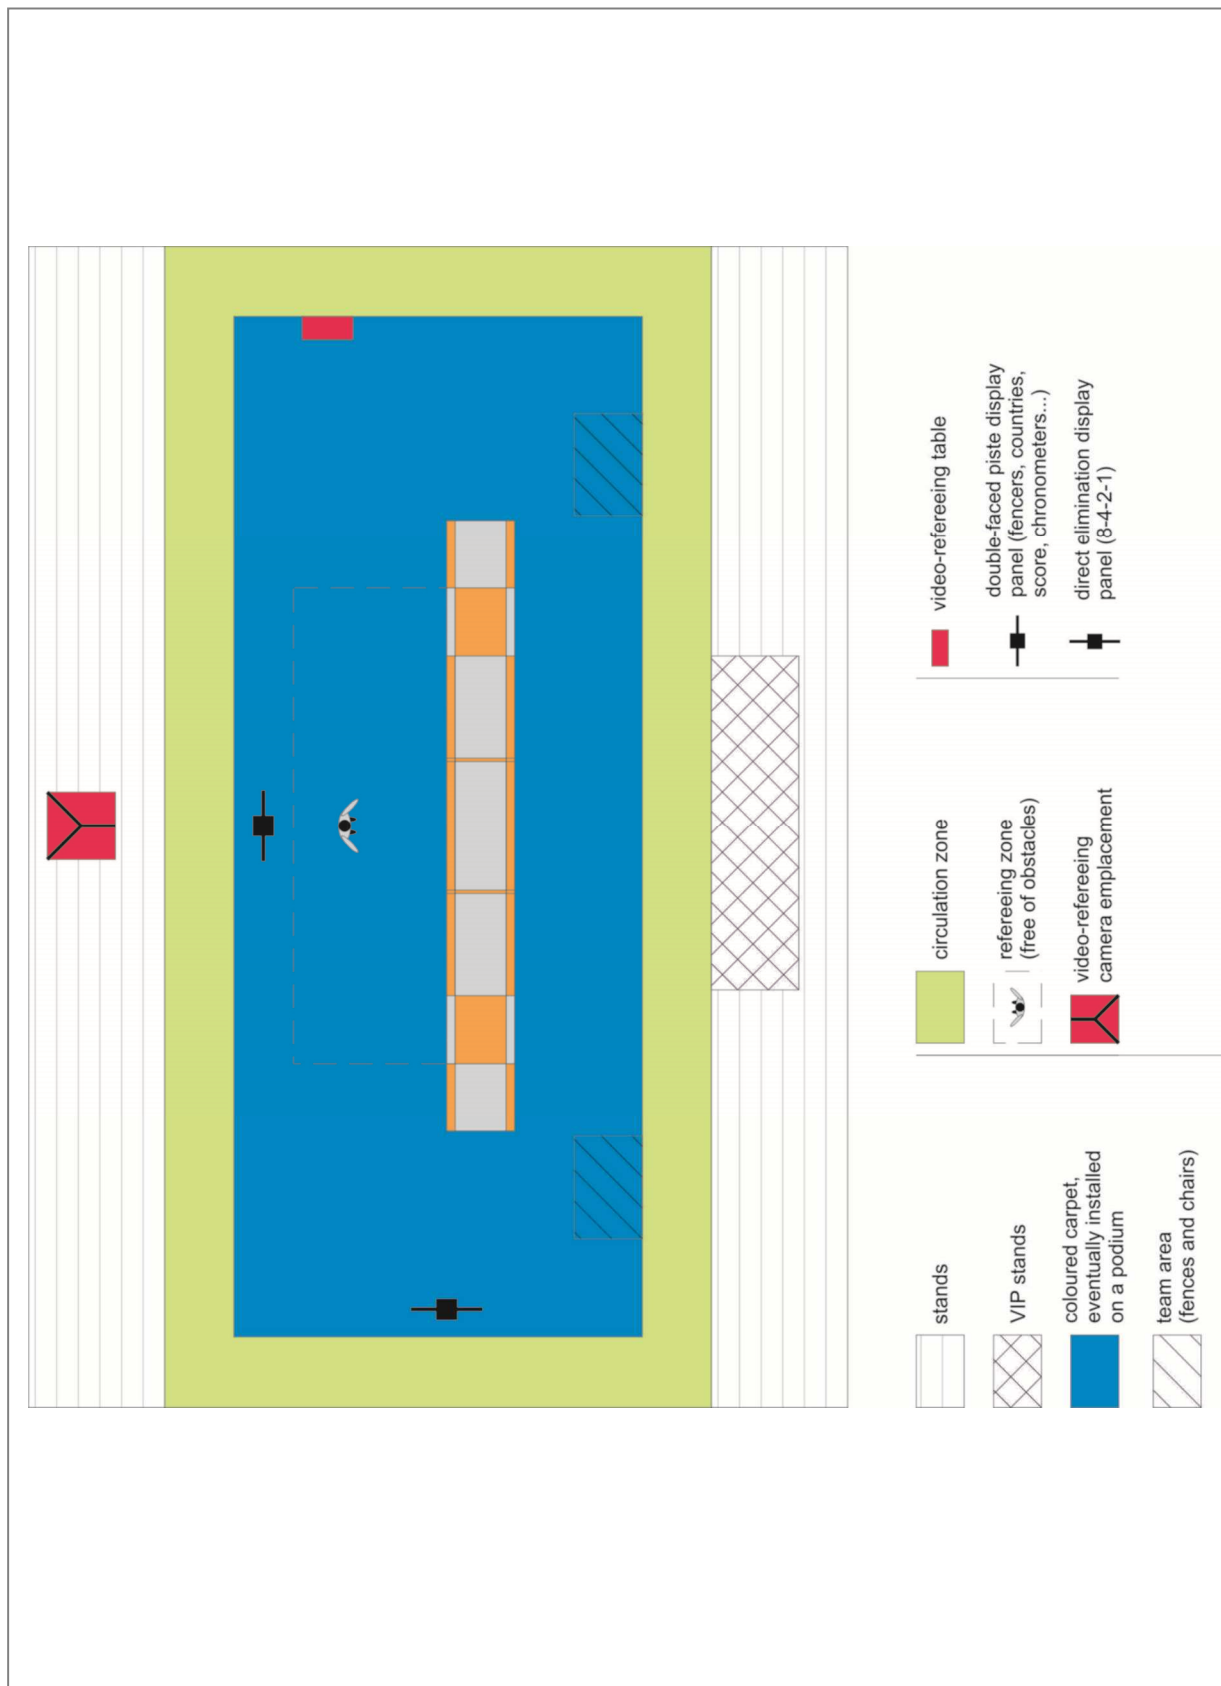 stands
VIP stands
coloured carpet,
eventually installed
on a podium
team area
(fences and chairs)
circulation zone
refereeing zone
(free of obstacles)
video-refereeing
camera emplacement
video-refereeing table
double-faced piste display
panel (fencers, countries,
score, chronometers...)
direct elimination display
panel (8-4-2-1)